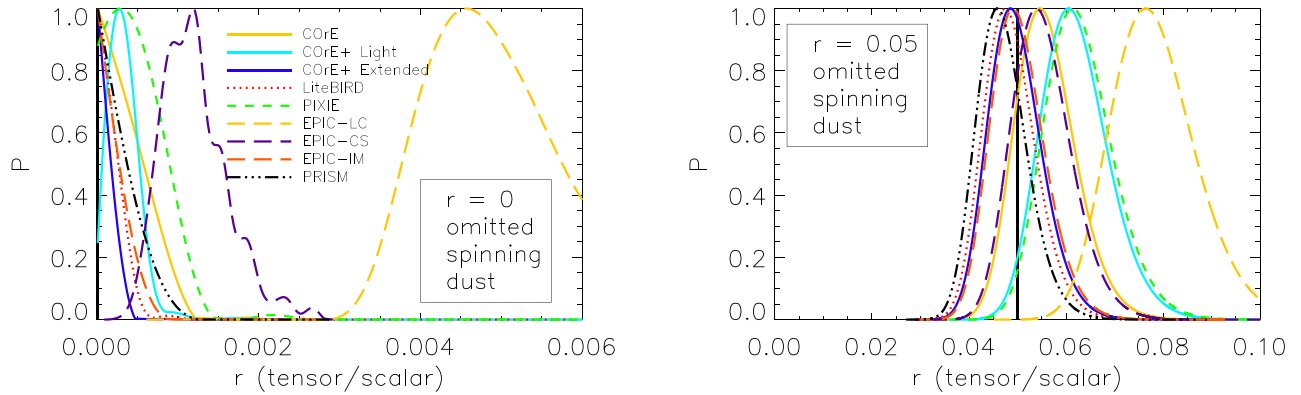 1.0
0.8
0.6
0.4
0.2
0.0
P
COrE
COrE+ Light
COrE+ Extended
LiteBIRD
PIXIE
EPIC−LC
EPIC−CS
EPIC−IM
PRISM
r = 0
omitted
spinning
dust
0.000
0.002
0.004
0.006
r (tensor/scalar)
1.0
0.8
0.6
0.4
0.2
0.0
P
r = 0.05
omitted
spinning
dust
0.00
0.02
0.04
0.06
0.08
0.10
r (tensor/scalar)